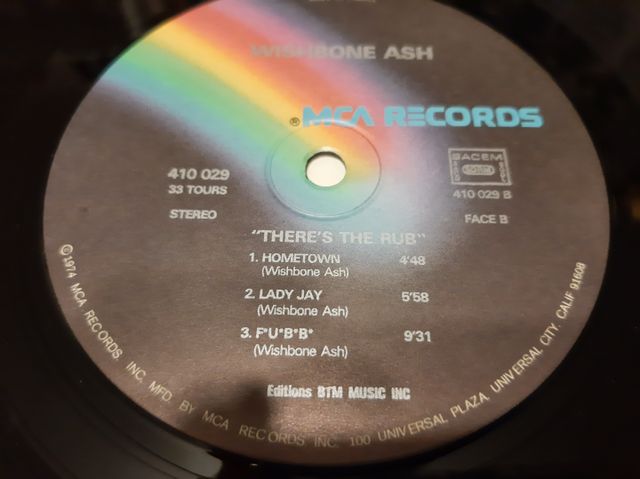 WISHBONE ASH
® MCA RECORDS
410 029
33 TOURS
STEREO
SACEM
SDRM
410 029 B
FACE B
"THERE'S THE RUB"
1. HOMETOWN 4'48
(Wishbone Ash)
2. LADY JAY 5'58
(Wishbone Ash)
3. F*U*B*B* 9'31
(Wishbone Ash)
Editions BTM MUSIC INC
©1974 MCA RECORDS, INC. MFD. BY MCA RECORDS INC. 100 UNIVERSAL PLAZA, UNIVERSAL CITY, CALIF 91608